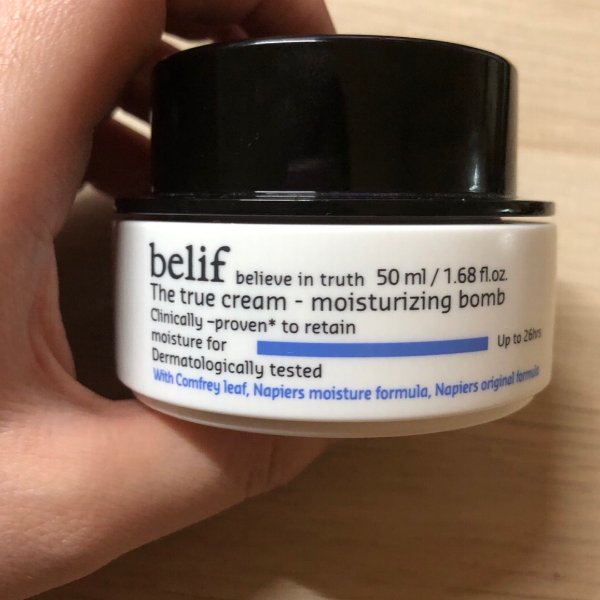 belif believe in truth 50 ml / 1.68 fl.oz.
The true cream - moisturizing bomb
Clinically -proven* to retain
moisture for Up to 26hrs
Dermatologically tested
With Comfrey leaf, Napiers moisture formula, Napiers original formula